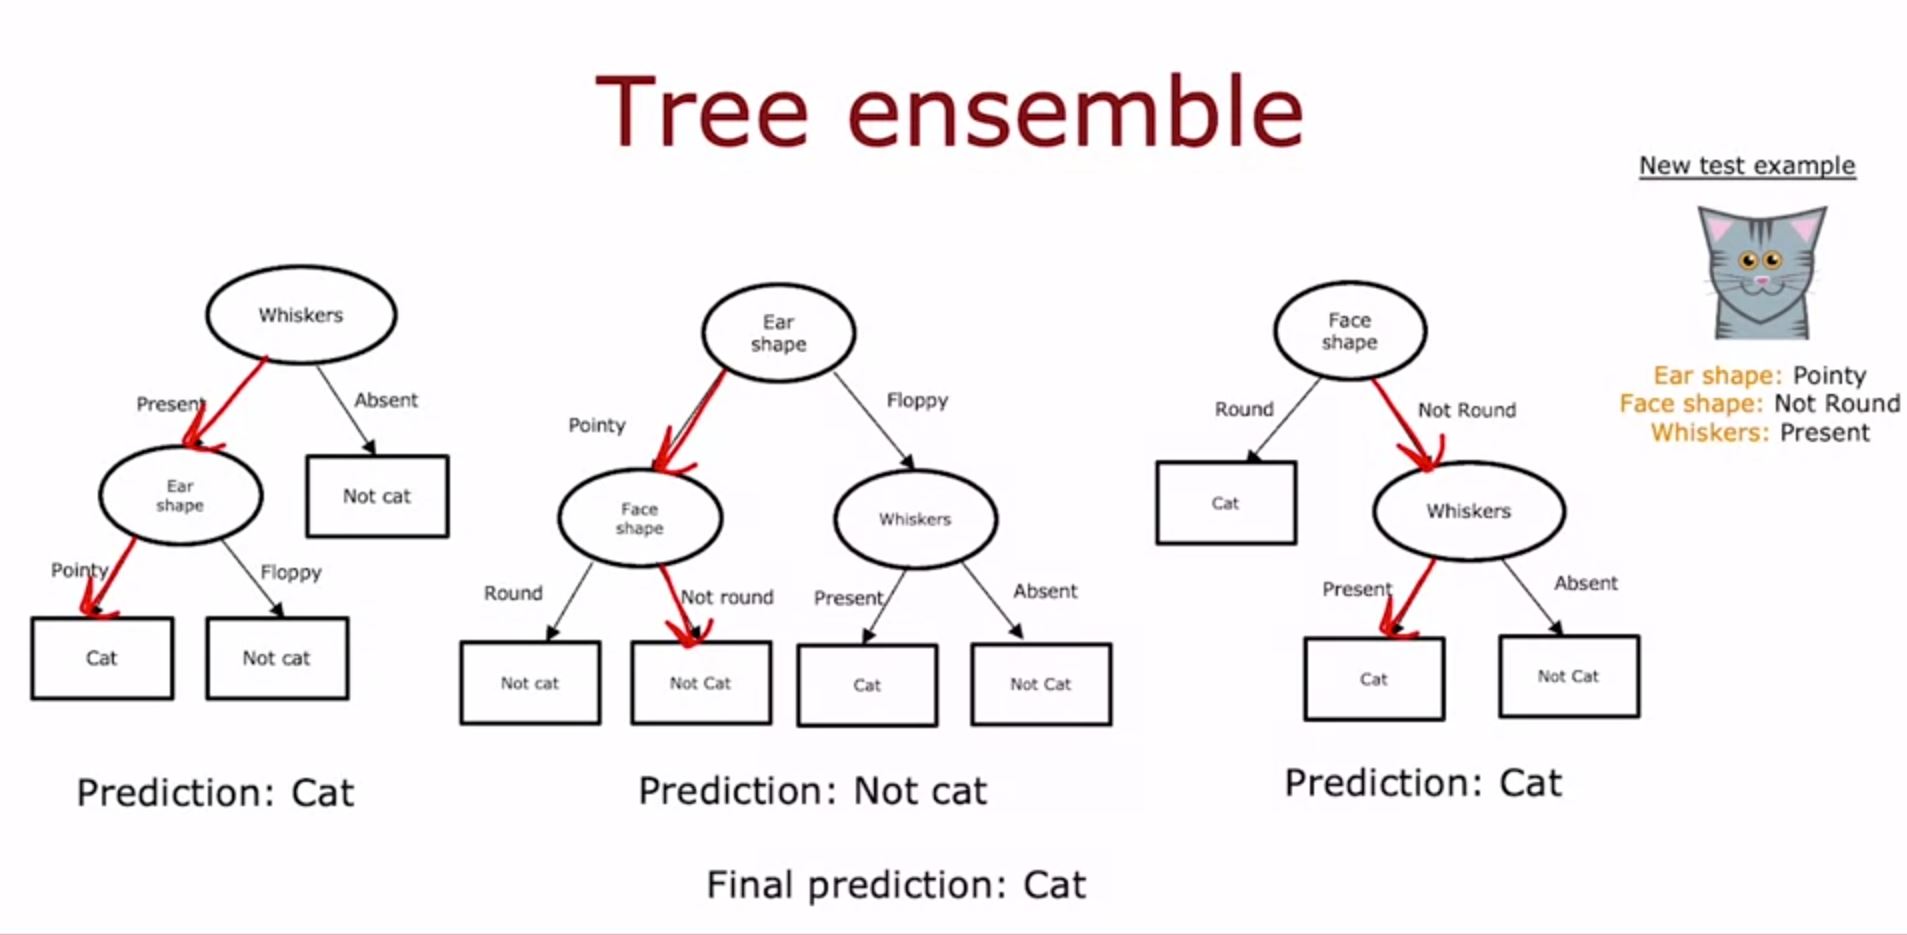 Tree ensemble
New test example
Ear shape: Pointy
Face shape: Not Round
Whiskers: Present
Whiskers
Present
Absent
Ear
shape
Not cat
Pointy
Floppy
Cat
Not cat
Prediction: Cat
Ear
shape
Pointy
Floppy
Face
shape
Whiskers
Round
Not round
Present
Absent
Not cat
Not Cat
Cat
Not Cat
Prediction: Not cat
Face
shape
Round
Not Round
Cat
Whiskers
Present
Absent
Cat
Not Cat
Prediction: Cat
Final prediction: Cat